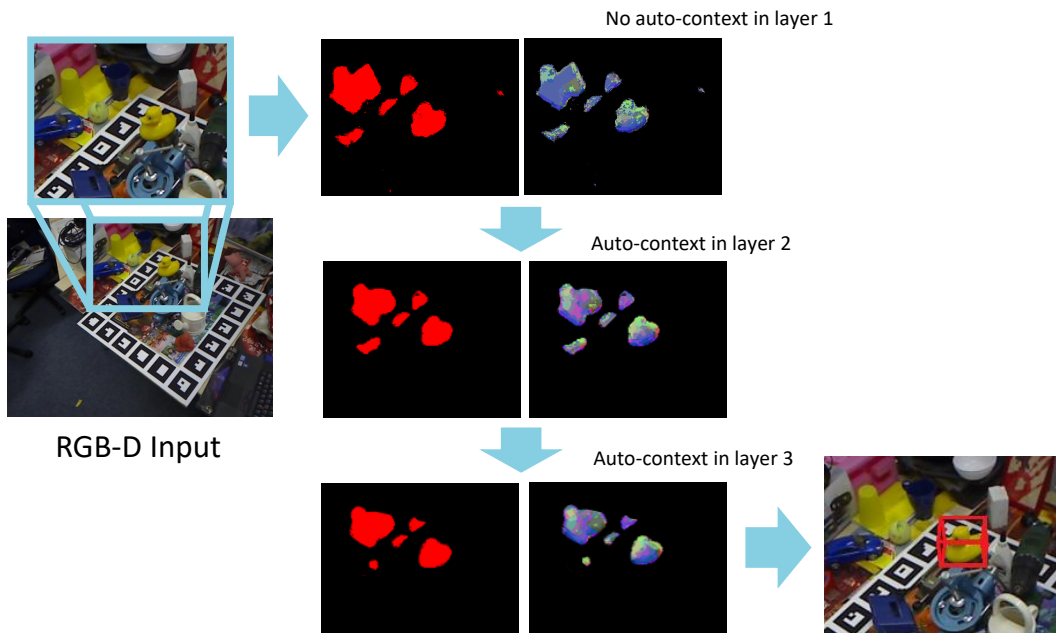 No auto-context in layer 1
Auto-context in layer 2
RGB-D Input
Auto-context in layer 3